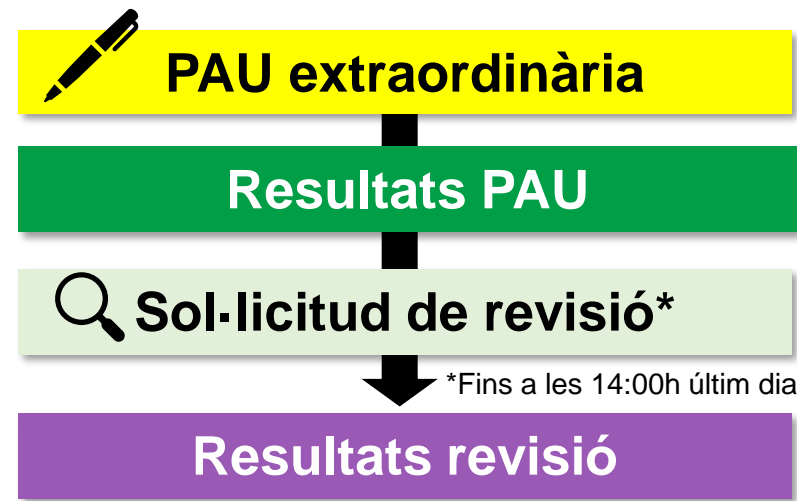 PAU extraordinària
Resultats PAU
Sol·licitud de revisió*
*Fins a les 14:00h últim dia
Resultats revisió